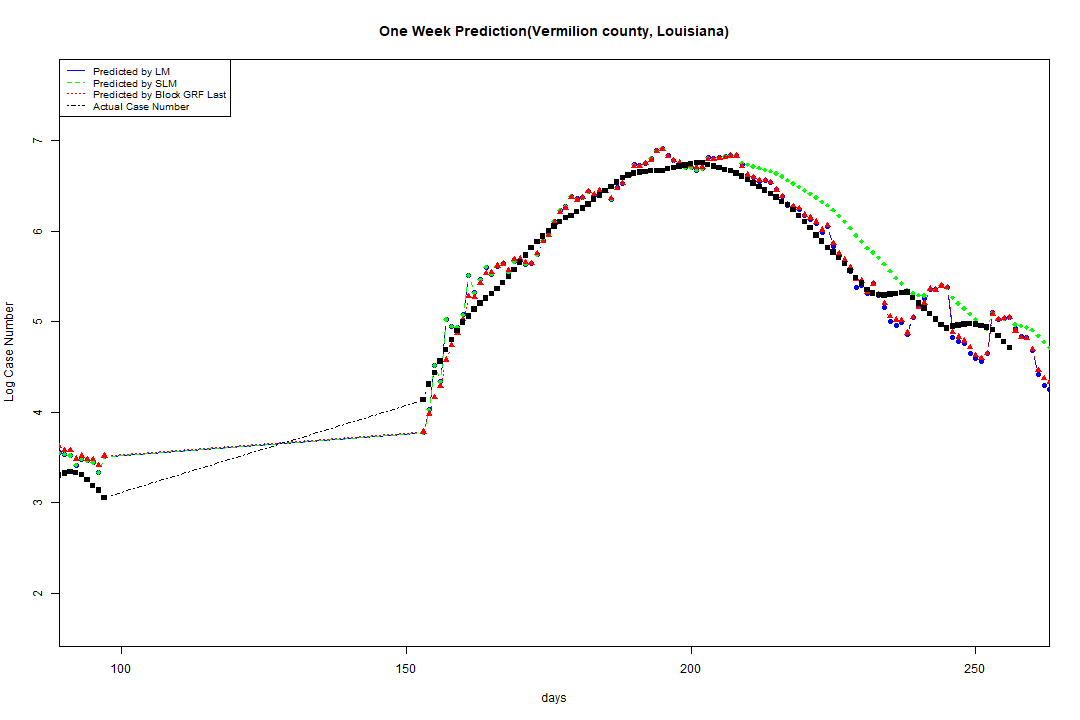 One Week Prediction(Vermilion county, Louisiana)
Predicted by LM
Predicted by SLM
Predicted by Block GRF Last
Actual Case Number
7
6
5
4
3
2
Log Case Number
100
150
200
250
days